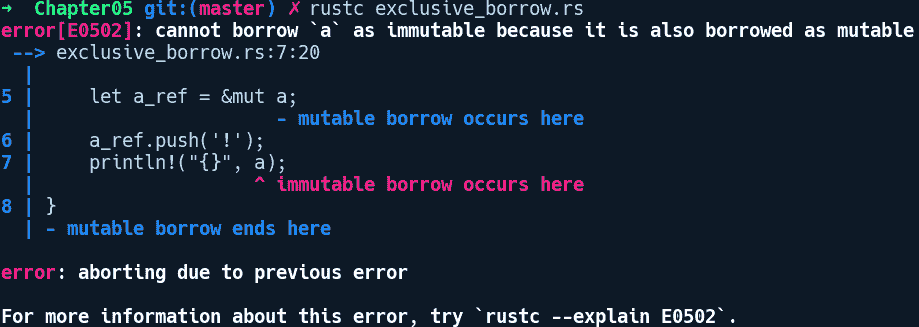 ➜  Chapter05 git:(master) ✗ rustc exclusive_borrow.rs
error[E0502]: cannot borrow `a` as immutable because it is also borrowed as mutable
 --> exclusive_borrow.rs:7:20
  |
5 |     let a_ref = &mut a;
  |                      - mutable borrow occurs here
6 |     a_ref.push('!');
7 |     println!("{}", a);
  |                    ^ immutable borrow occurs here
8 | }
  | - mutable borrow ends here
error: aborting due to previous error
For more information about this error, try `rustc --explain E0502`.